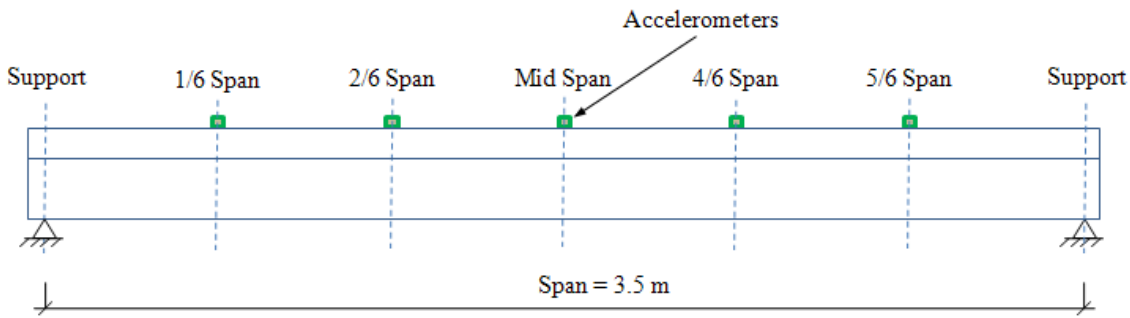 Accelerometers
Support
1/6 Span
2/6 Span
Mid Span
4/6 Span
5/6 Span
Support
Span = 3.5 m